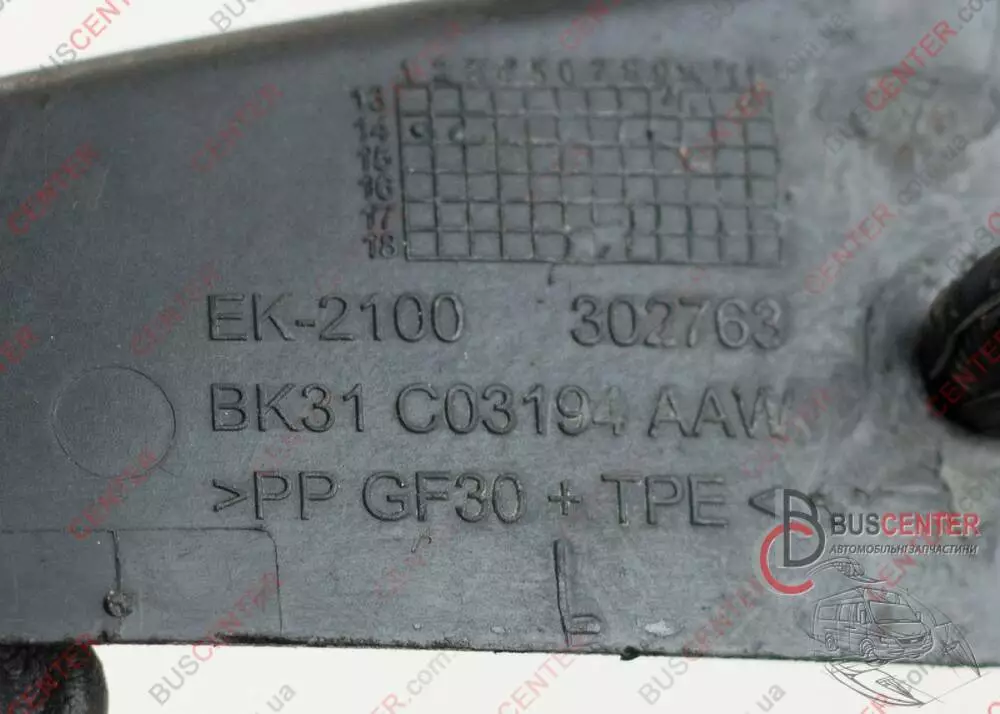 13
14
15
16
17
18
EK-2100 302763
BK31 C03194 AAW
>PP GF30 + TPE <
BUSCENTER
АВТОМОБІЛЬНІ ЗАПЧАСТИНИ